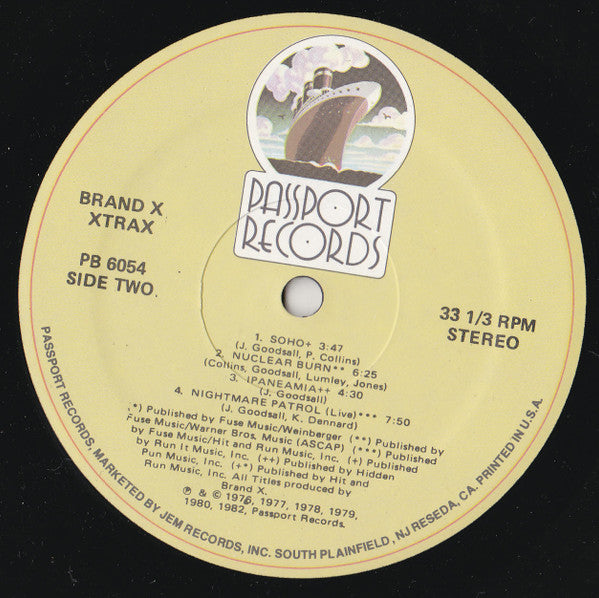 PASSPORT
RECORDS
BRAND X
XTRAX
PB 6054
SIDE TWO
33 1/3 RPM
STEREO
1. SOHO+ 3:47
(J. Goodsall, P. Collins)
2. NUCLEAR BURN** 6:25
(Collins, Goodsall, Lumley, Jones)
3. IPANEAMIA++ 4:30
(J. Goodsall)
4. NIGHTMARE PATROL (Live)*** 7:50
(J. Goodsall, K. Dennard)
(*) Published by Fuse Music/Weinberger (**) Published by
Fuse Music/Warner Bros. Music (ASCAP) (***) Published
by Fuse Music/Hit and Run Music, Inc. (+) Published
by Run It Music, Inc. (++) Published by Hidden
Pun Music, Inc. (+*) Published by Hit and
Run Music, Inc. All Titles produced by
Brand X.
℗ & © 1976, 1977, 1978, 1979,
1980, 1982, Passport Records.
PASSPORT RECORDS, MARKETED BY JEM RECORDS, INC. SOUTH PLAINFIELD, NJ RESEDA, CA. PRINTED IN U.S.A.